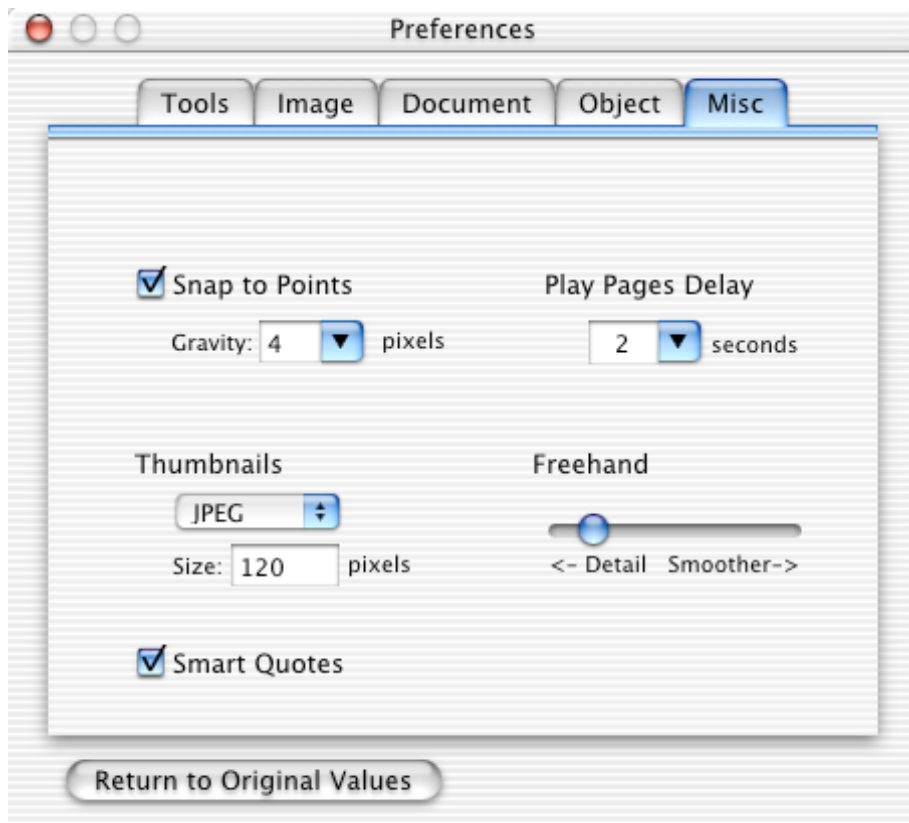 Preferences
Tools Image Document Object Misc
Snap to Points Play Pages Delay
Gravity: 4 pixels 2 seconds
Thumbnails Freehand
JPEG
Size: 120 pixels <- Detail Smoother->
Smart Quotes
Return to Original Values